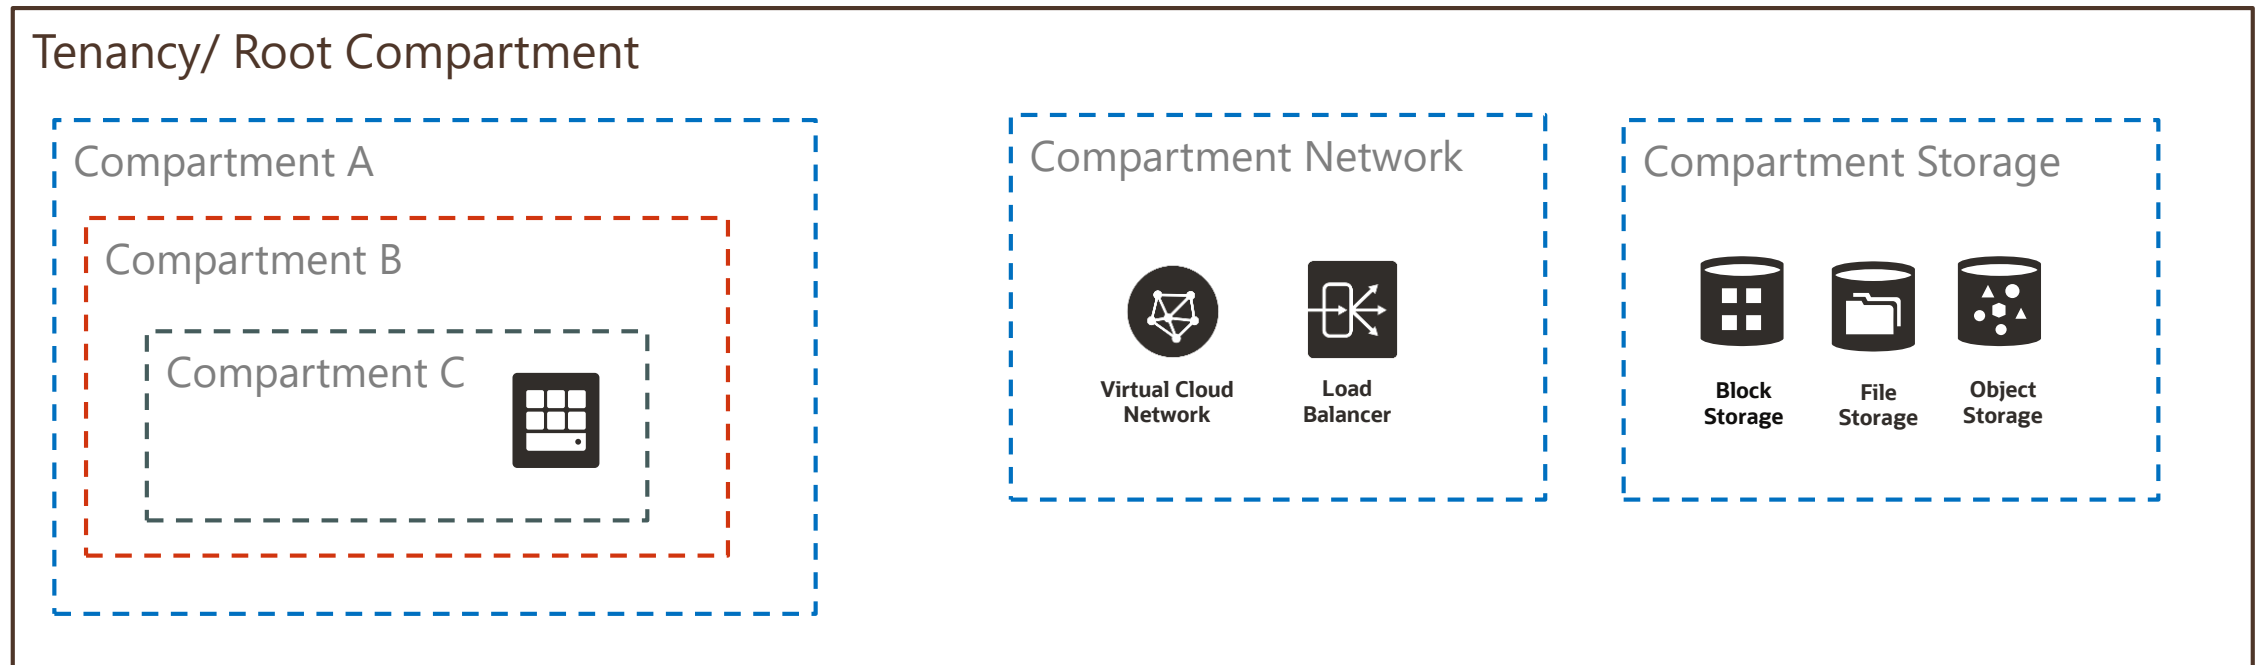 Tenancy/ Root Compartment
Compartment A
Compartment B
Compartment C
Compartment Network
Virtual Cloud
Network
Load
Balancer
Compartment Storage
Block
Storage
File
Storage
Object
Storage